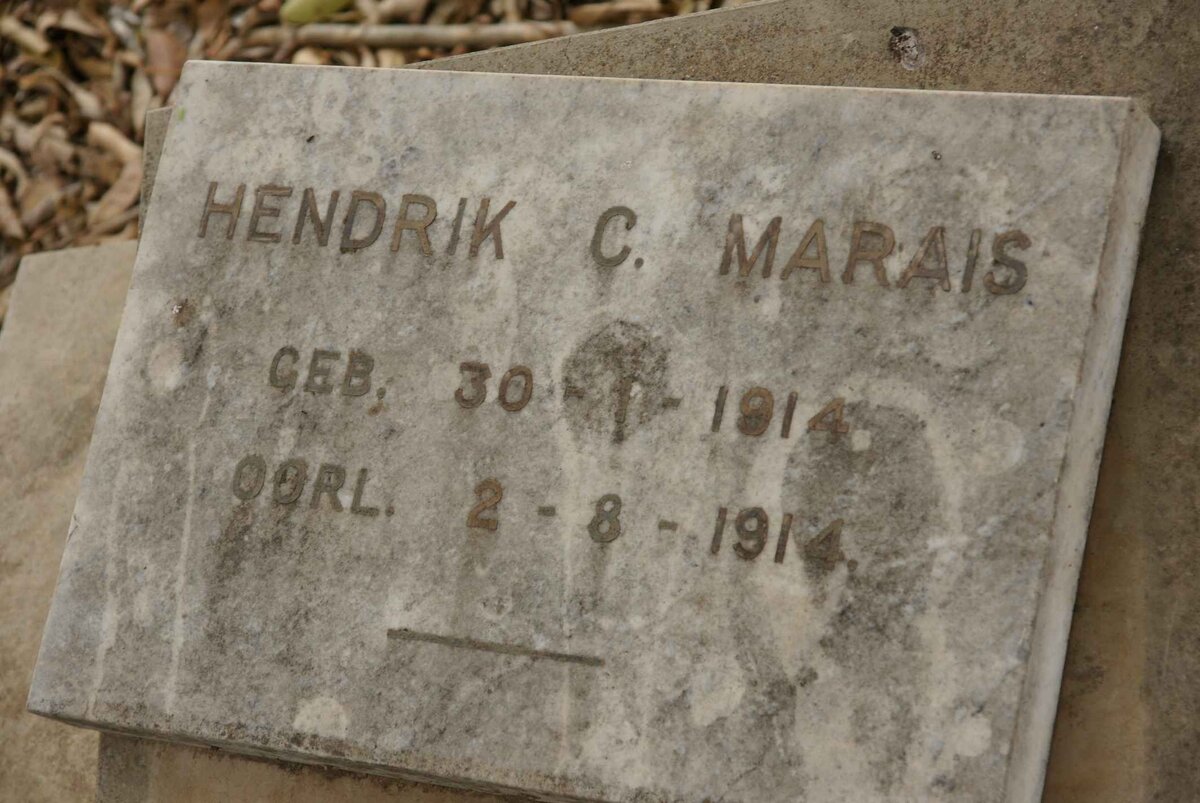 HENDRIK C. MARAIS
GEB. 30-1-1914.
OORL. 2-8-1914.